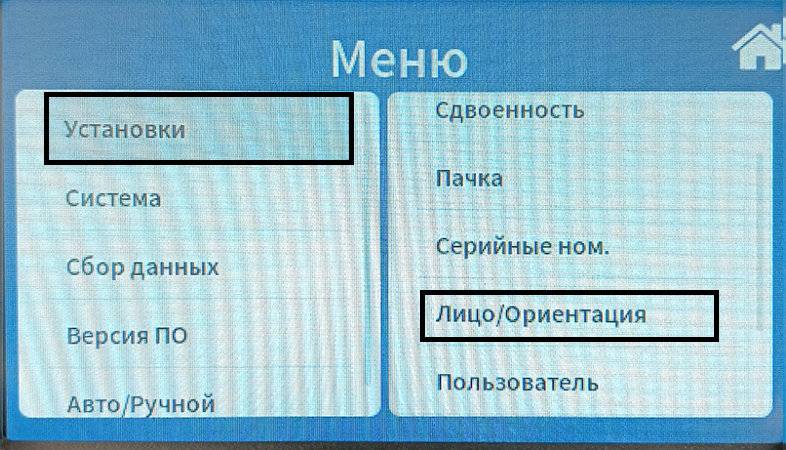 Меню
Установки
Система
Сбор данных
Версия ПО
Авто/Ручной
Сдвоенность
Пачка
Серийные ном.
Лицо/Ориентация
Пользователь